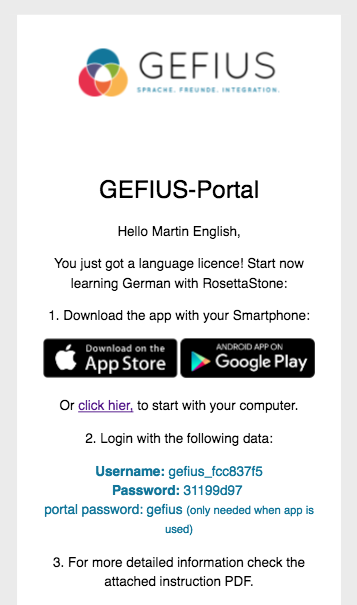 GEFIUS
SPRACHE. FREUNDE. INTEGRATION.
GEFIUS-Portal
Hello Martin English,
You just got a language licence! Start now
learning German with RosettaStone:
1. Download the app with your Smartphone:
Download on the
App Store
ANDROID APP ON
Google Play
Or click hier, to start with your computer.
2. Login with the following data:
Username: gefius_fcc837f5
Password: 31199d97
portal password: gefius (only needed when app is
used)
3. For more detailed information check the
attached instruction PDF.